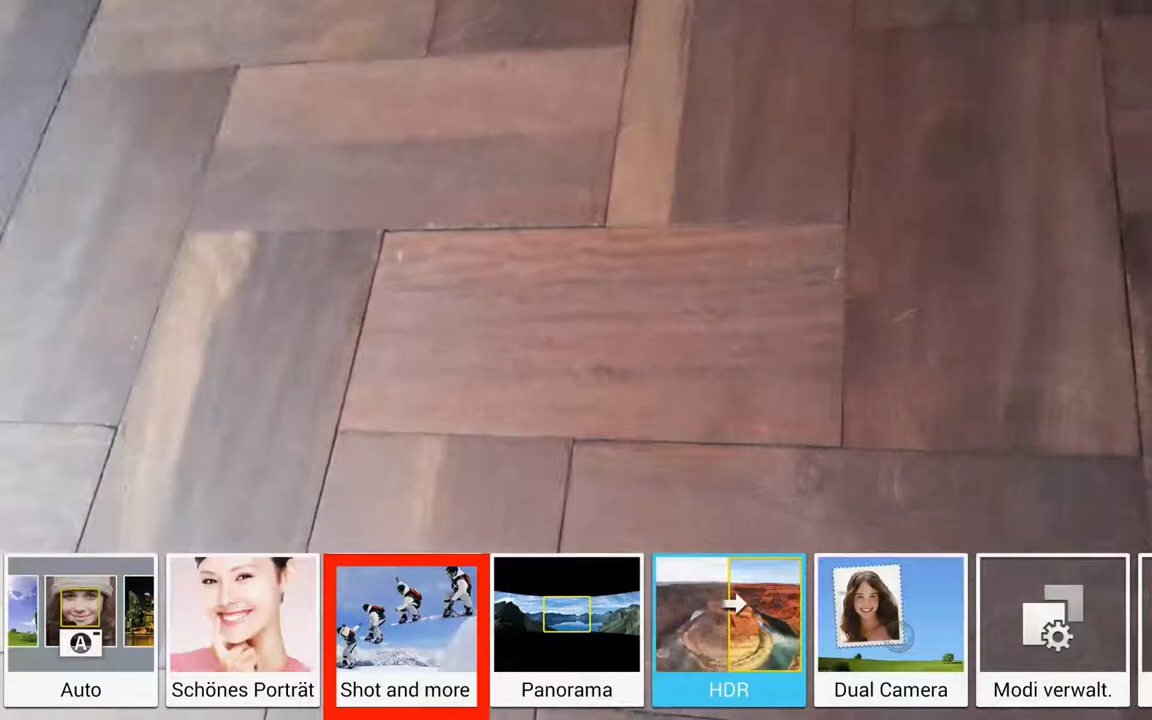 Auto
Schönes Porträt
Shot and more
Panorama
HDR
Dual Camera
Modi verwalt.